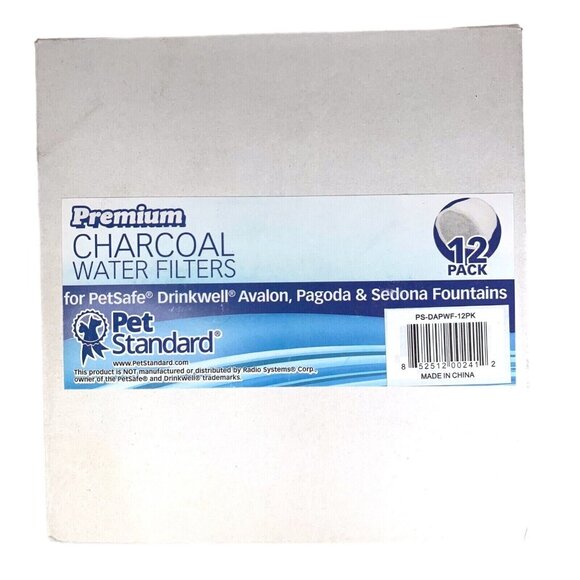 Premium
CHARCOAL
WATER FILTERS
12
PACK
for PetSafe® Drinkwell® Avalon, Pagoda & Sedona Fountains
Pet
Standard®
www.PetStandard.com
This product is NOT manufactured or distributed by Radio Systems® Corp.,
owner of the PetSafe® and Drinkwell® trademarks.
PS-DAPWF-12PK
8 52512 00241 2
MADE IN CHINA